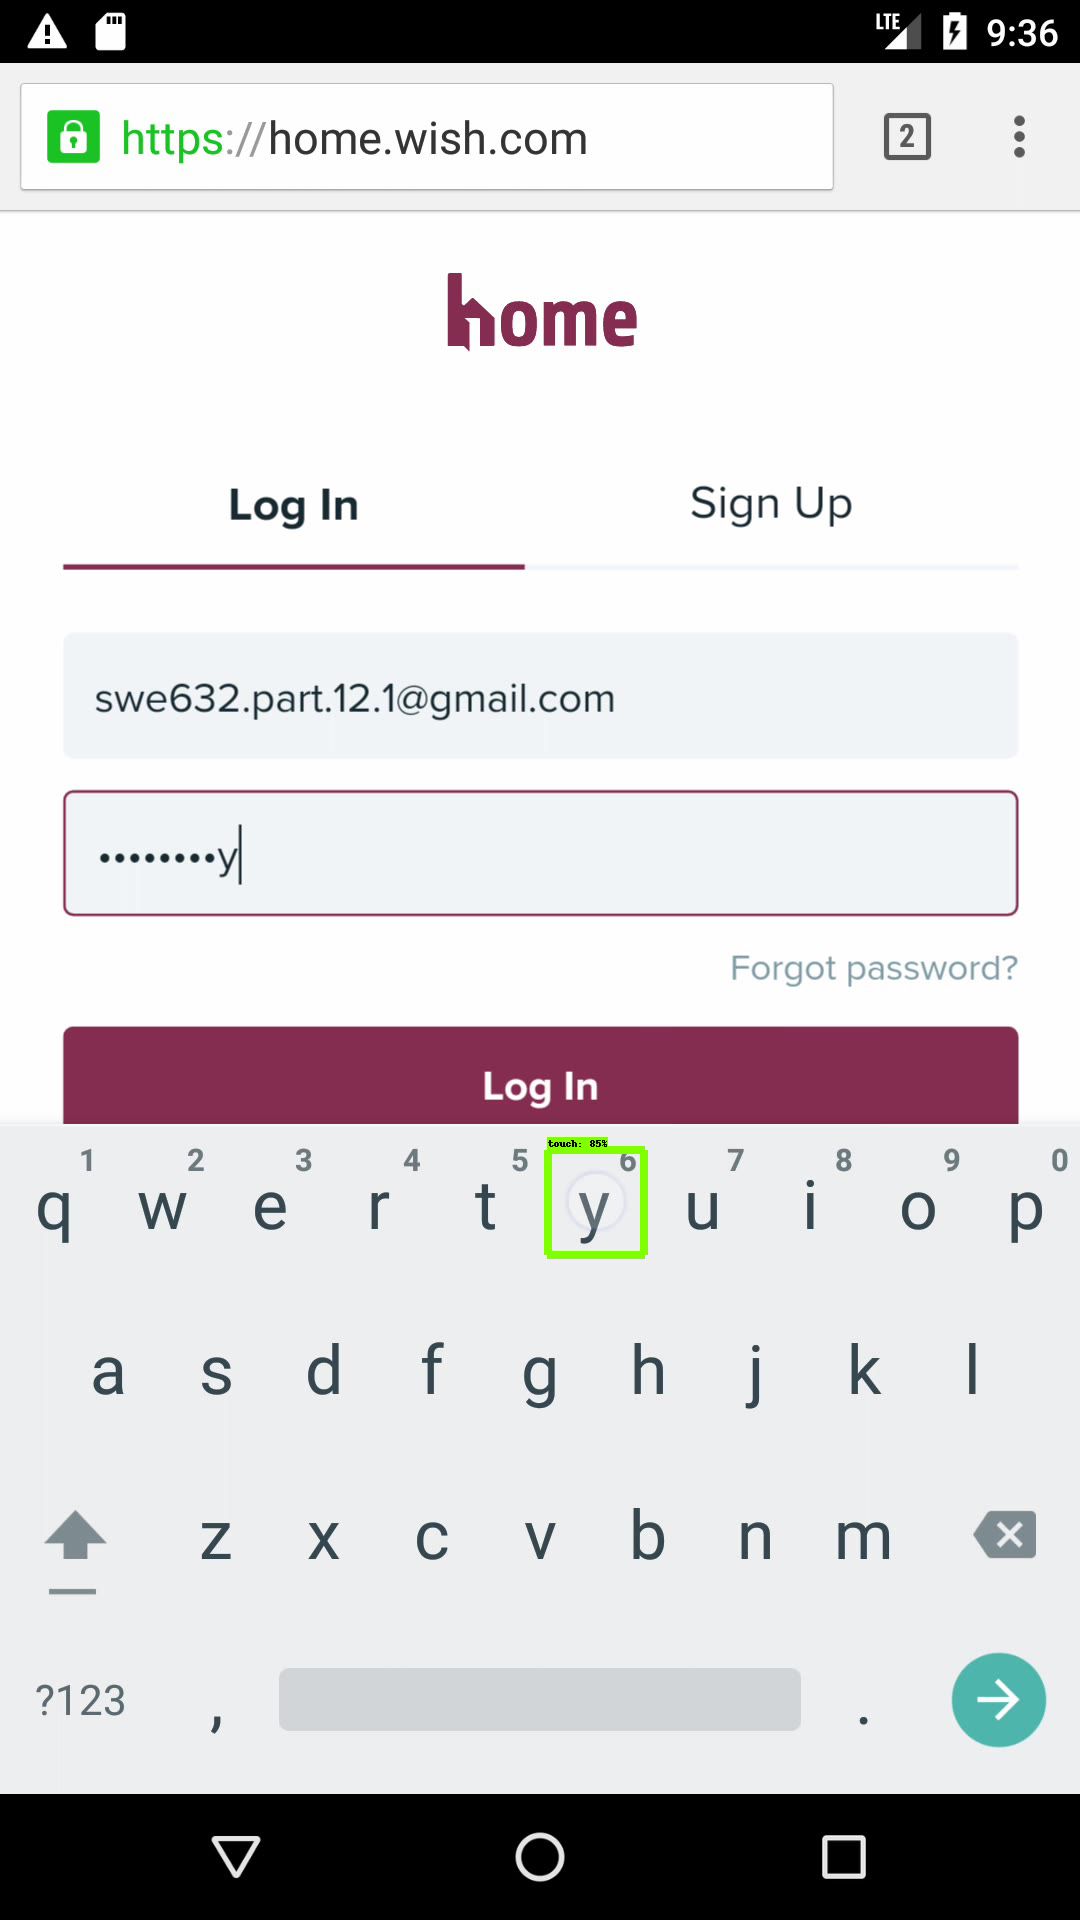 LTE 9:36
https://home.wish.com 2
home
Log In Sign Up
swe632.part.12.1@gmail.com
••••••••y
Forgot password?
Log In
touch: 85%
1 2 3 4 5 6 7 8 9 0
q w e r t y u i o p
a s d f g h j k l
z x c v b n m
?123 , .